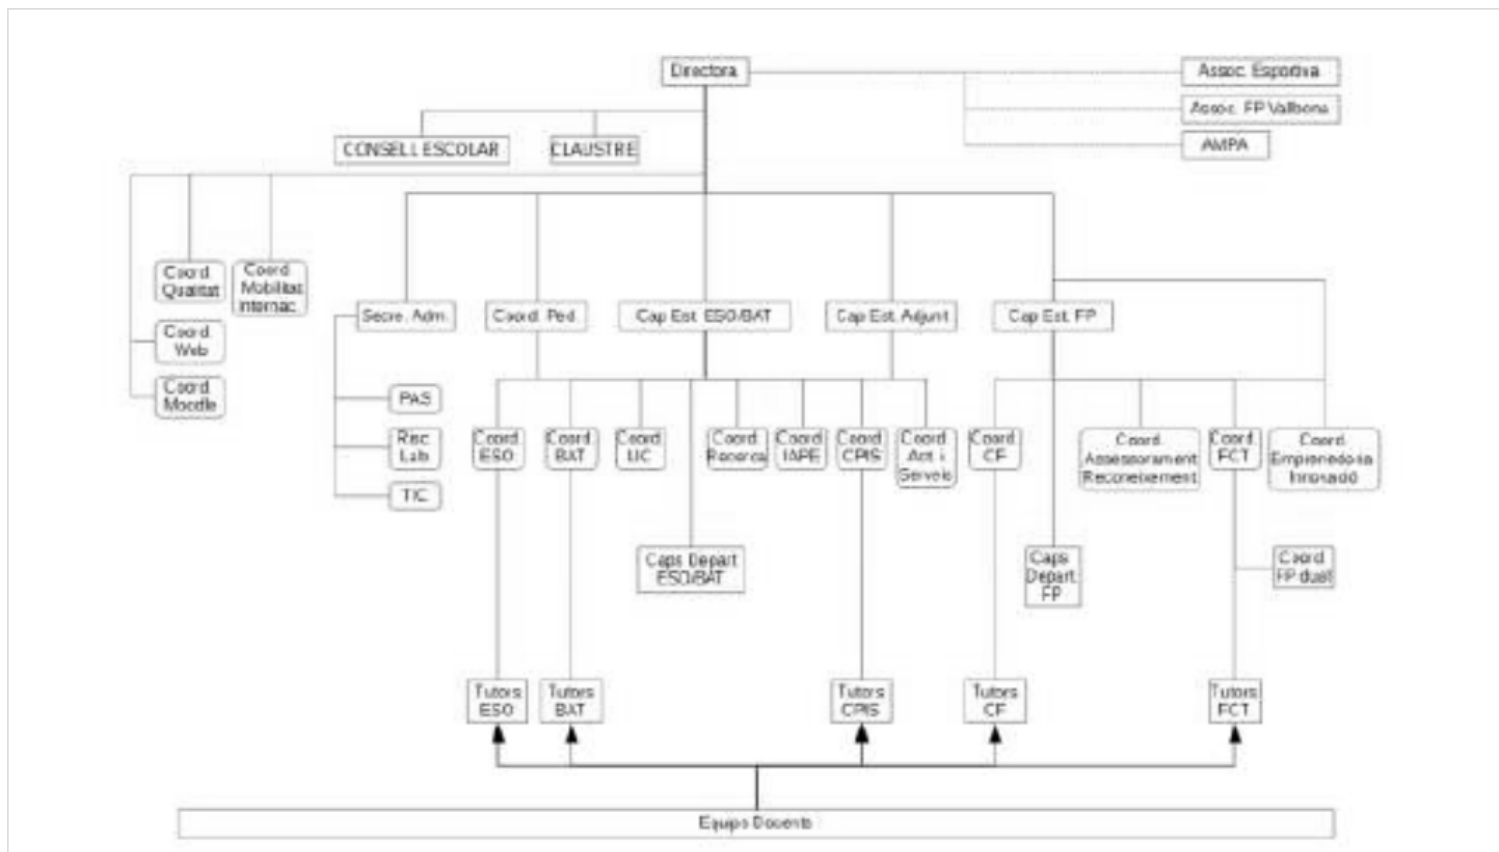 Directora
Assoc. Esportiva
Assoc. FP Vallbona
AMPA
CONSELL ESCOLAR
CLAUSTRE
Coord.
Qualitat
Coord.
Mobilitat
Internac.
Coord.
Web
Coord.
Moodle
Secre. Adm.
Coord. Ped.
Cap Est. ESO/BAT
Cap Est. Adjunt
Cap Est. FP
PAS
Risc
Lab.
TIC
Coord.
ESO
Coord.
BAT
Coord.
LIC
Coord.
Recerca
Coord.
IAPE
Coord.
CPIS
Coord.
Act. i
Serveis
Coord.
CF
Coord.
Assessorament
Reconeixement
Coord.
FCT
Coord.
Emprenedoria
Innovació
Caps Depart.
ESO/BAT
Caps
Depart.
FP
Coord.
FP dual
Tutors
ESO
Tutors
BAT
Tutors
CPIS
Tutors
CF
Tutors
FCT
Equips Docents